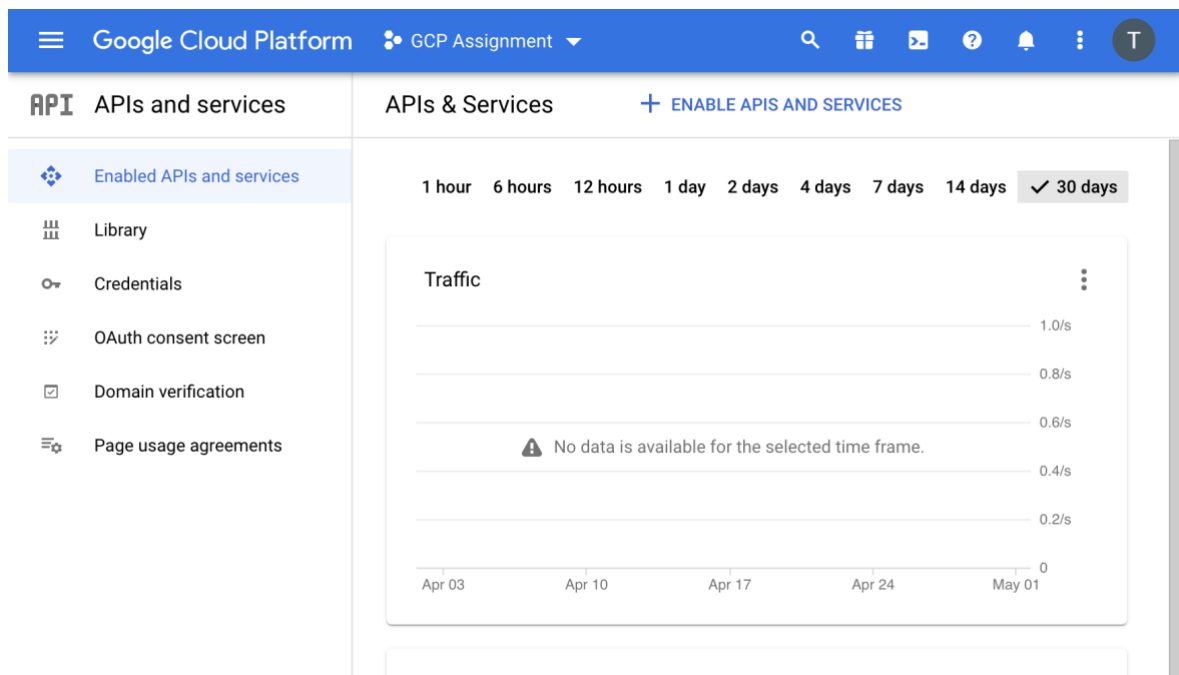 Google Cloud Platform GCP Assignment T
API APIs and services
APIs & Services + ENABLE APIS AND SERVICES
Enabled APIs and services
Library
Credentials
OAuth consent screen
Domain verification
Page usage agreements
1 hour 6 hours 12 hours 1 day 2 days 4 days 7 days 14 days 30 days
Traffic
1.0/s
0.8/s
0.6/s
No data is available for the selected time frame.
0.4/s
0.2/s
0
Apr 03 Apr 10 Apr 17 Apr 24 May 01